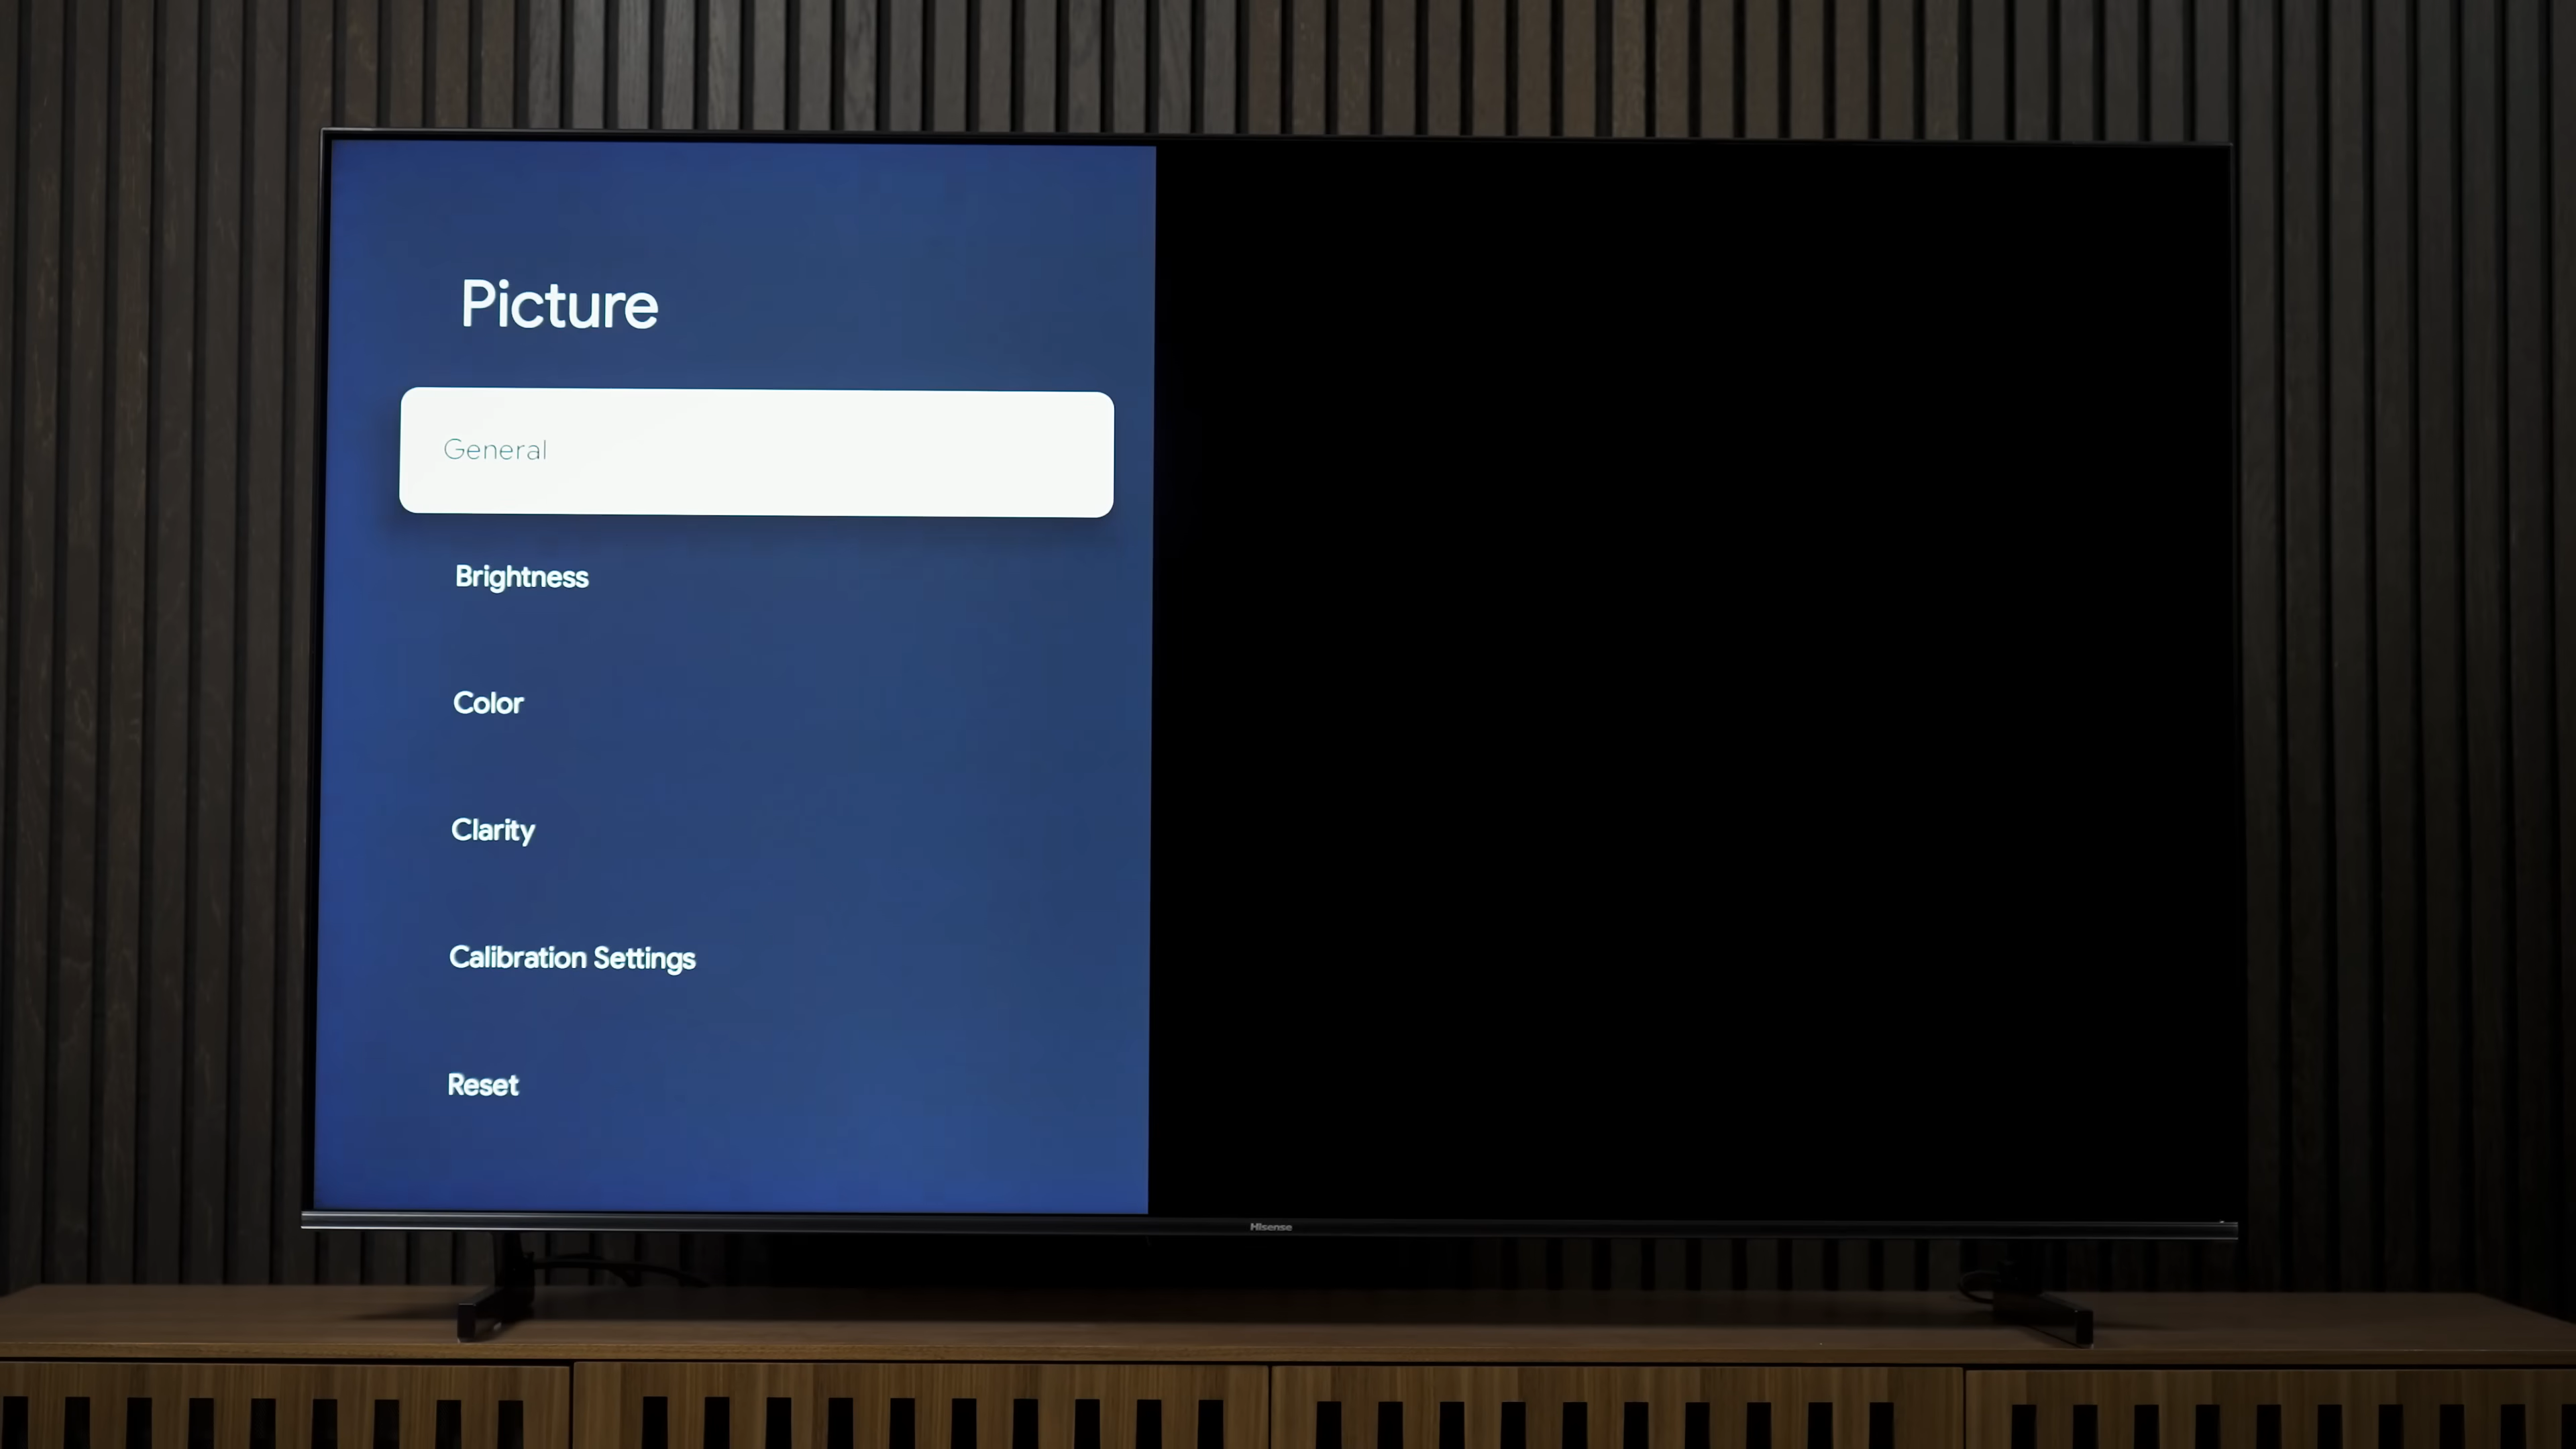 Picture
General
Brightness
Color
Clarity
Calibration Settings
Reset
Hisense